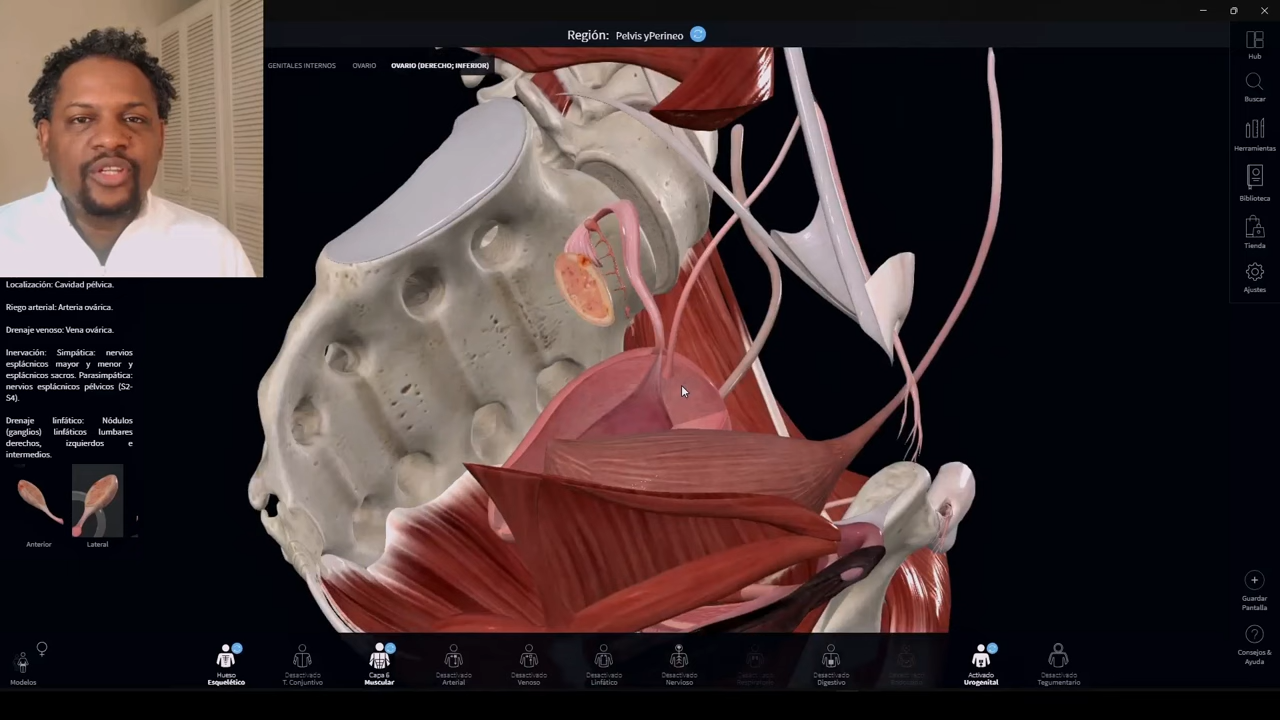 Región: Pelvis yPerineo
GENITALES INTERNOS OVARIO OVARIO (DERECHO; INFERIOR)
Hub
Buscar
Herramientas
Biblioteca
Tienda
Ajustes
Localización: Cavidad pélvica.
Riego arterial: Arteria ovárica.
Drenaje venoso: Vena ovárica.
Inervación: Simpática: nervios
esplácnicos mayor y menor y
esplácnicos sacros. Parasimpática:
nervios esplácnicos pélvicos (S2-
S4).
Drenaje linfático: Nódulos
(ganglios) linfáticos lumbares
derechos, izquierdos e
intermedios.
Anterior Lateral
Guardar
Pantalla
Consejos &
Ayuda
Modelos
Hueso
Esquelético
Desactivado
T. Conjuntivo
Capa 6
Muscular
Desactivado
Arterial
Desactivado
Venoso
Desactivado
Linfático
Desactivado
Nervioso
Desactivado
Digestivo
Activado
Urogenital
Desactivado
Tegumentario